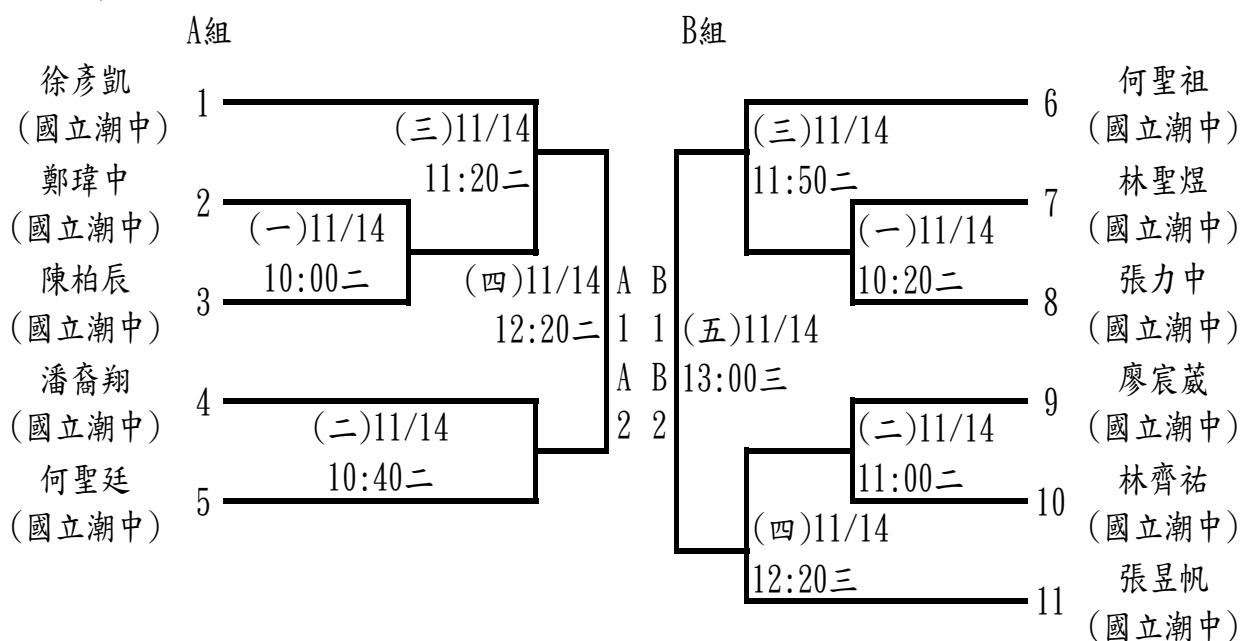 A組
B組
徐彥凱
(國立潮中)
1
鄭瑋中
(國立潮中)
2
陳柏辰
(國立潮中)
3
潘裔翔
(國立潮中)
4
何聖廷
(國立潮中)
5
(三)11/14
11:20二
(一)11/14
10:00二
(四)11/14
12:20二
(二)11/14
10:40二
A B
1 1
A B
2 2
(三)11/14
11:50二
(一)11/14
10:20二
(五)11/14
13:00三
(二)11/14
11:00二
(四)11/14
12:20三
6
何聖祖
(國立潮中)
7
林聖煜
(國立潮中)
8
張力中
(國立潮中)
9
廖宸葳
(國立潮中)
10
林齊祐
(國立潮中)
11
張昱帆
(國立潮中)